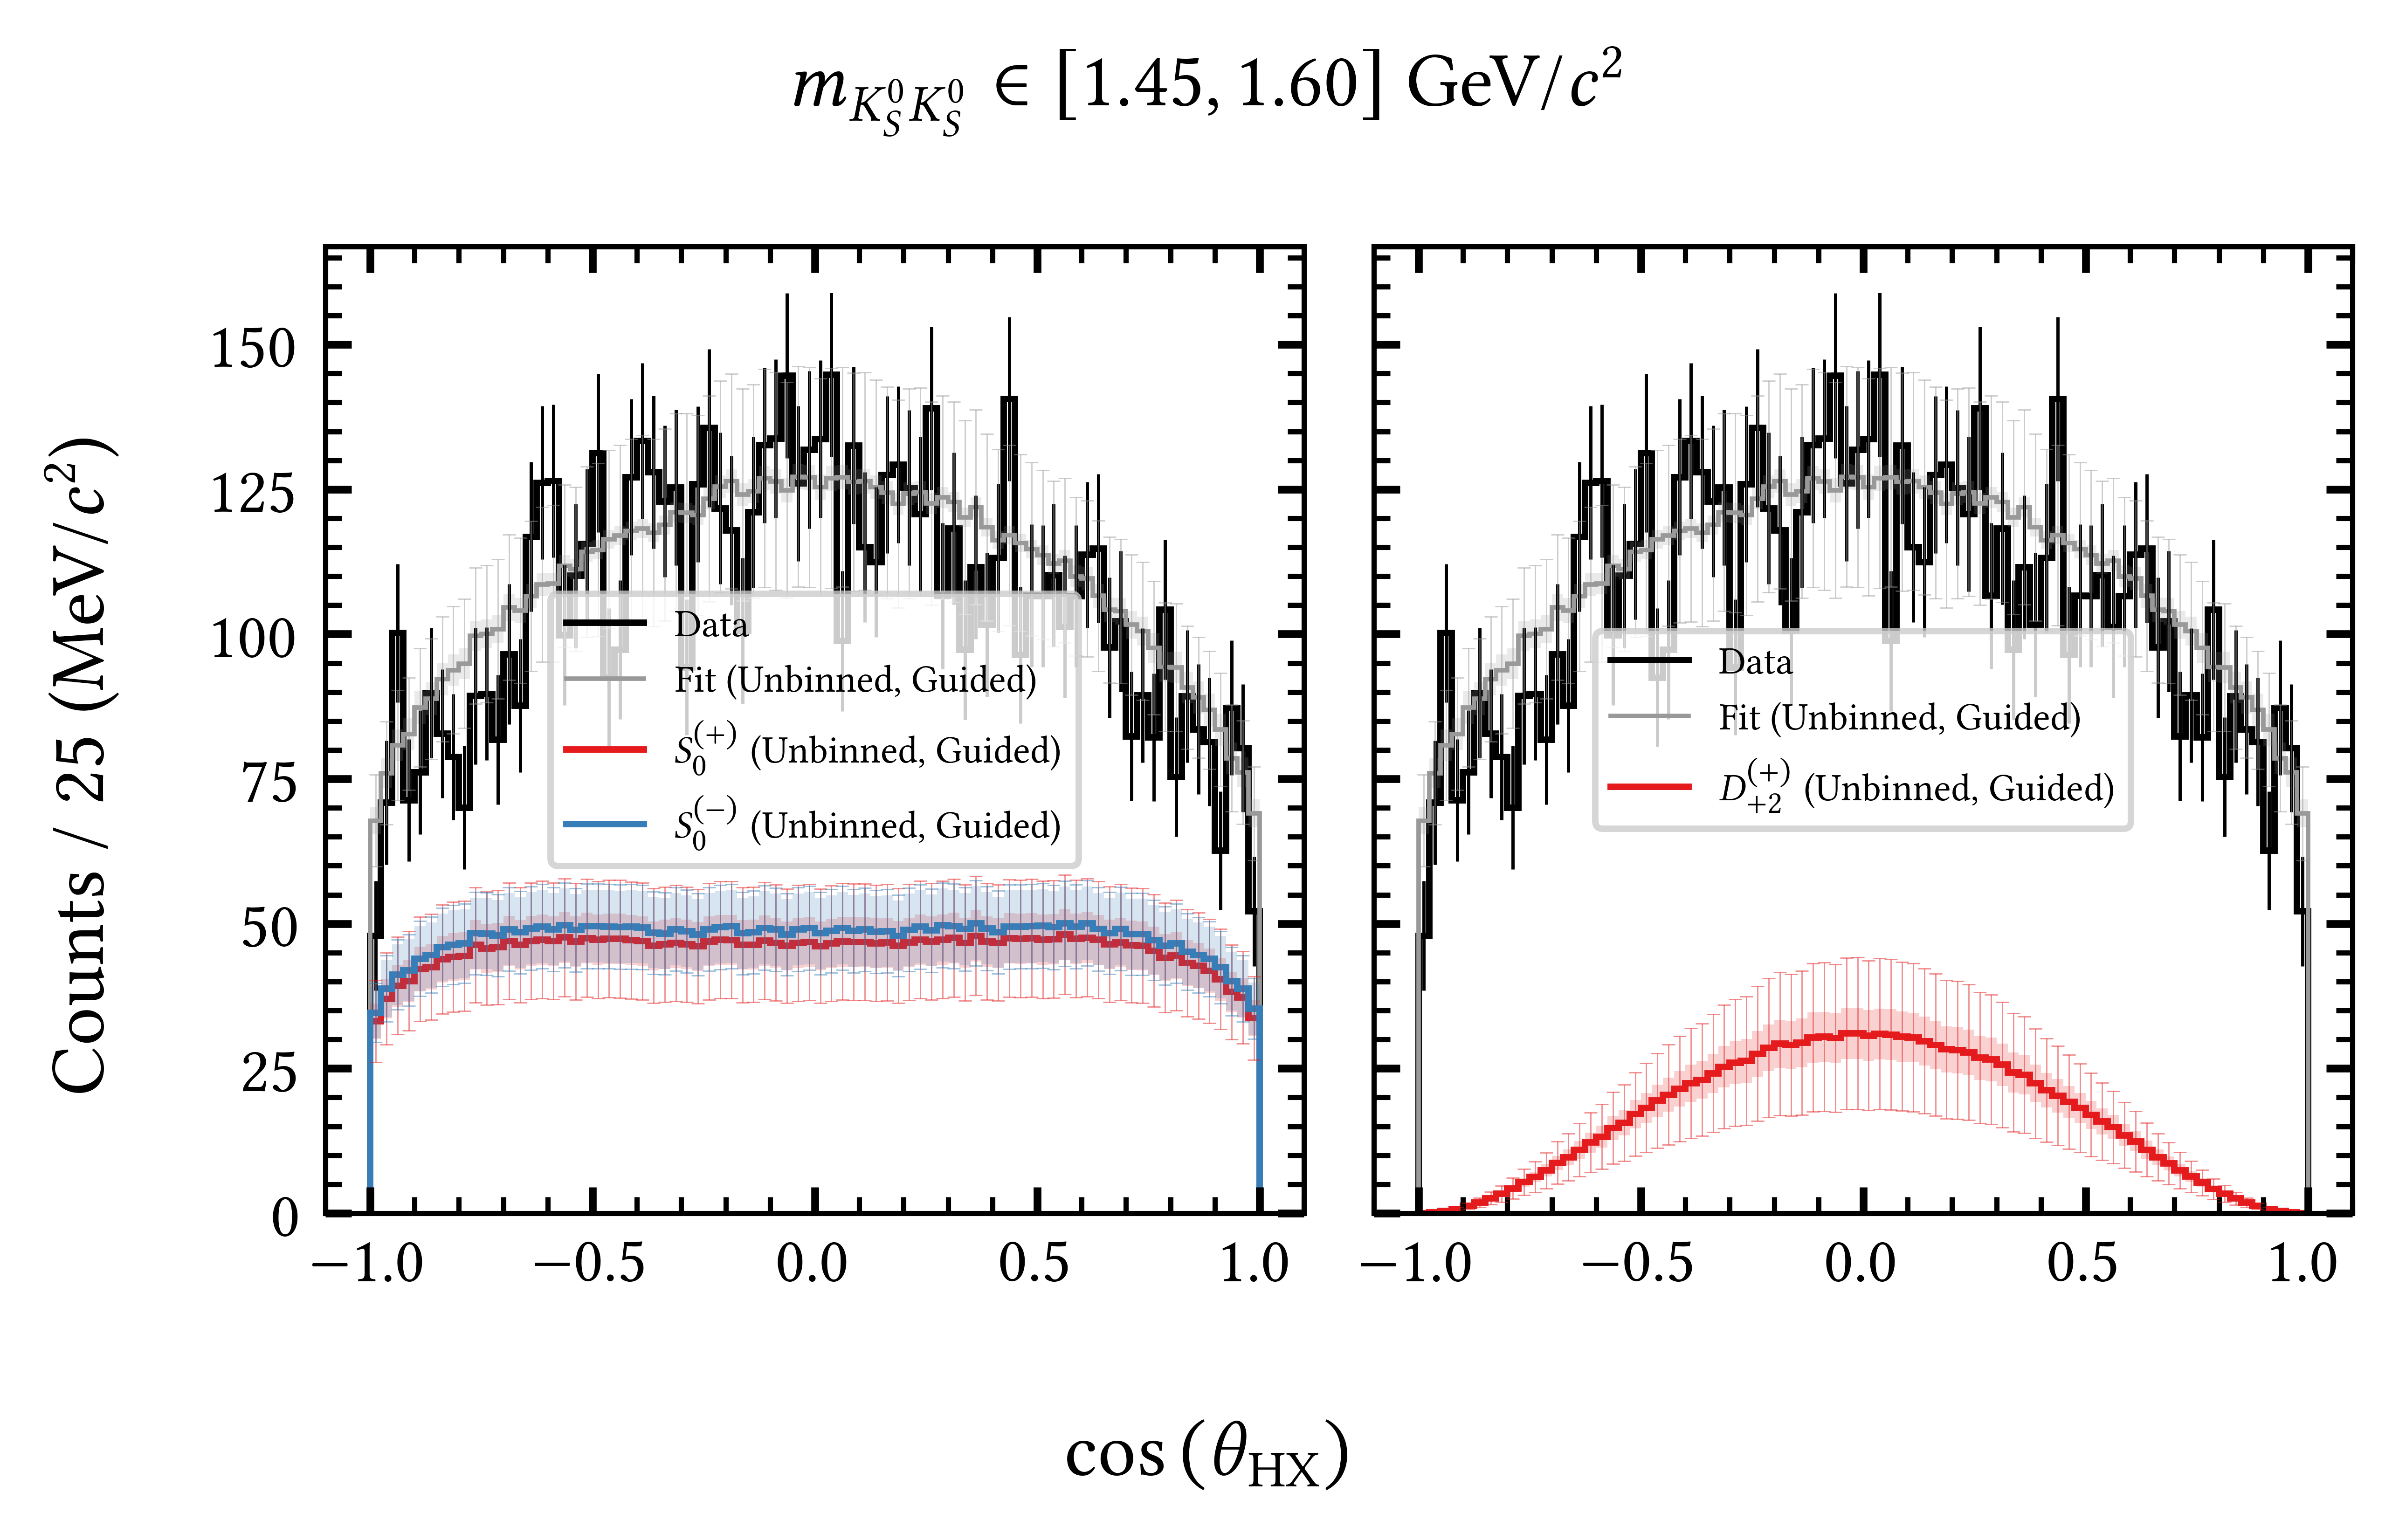 m_{K_S^0 K_S^0} ∈ [1.45, 1.60] GeV/c²
Counts / 25 (MeV/c²)
150
125
100
75
50
25
0
−1.0 −0.5 0.0 0.5 1.0
Data
Fit (Unbinned, Guided)
S_0^{(+)} (Unbinned, Guided)
S_0^{(−)} (Unbinned, Guided)
−1.0 −0.5 0.0 0.5 1.0
Data
Fit (Unbinned, Guided)
D_{+2}^{(+)} (Unbinned, Guided)
cos (θ_{HX})